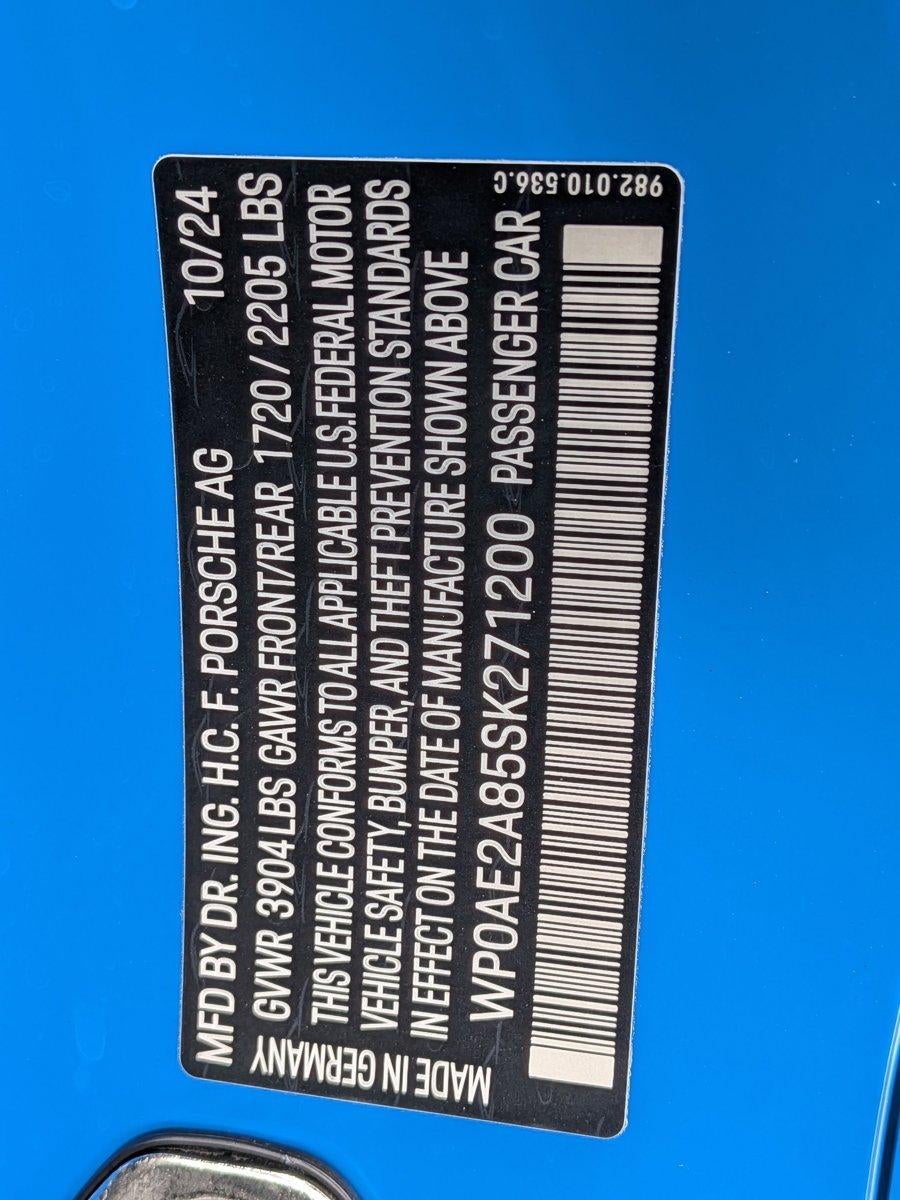 MFD BY DR. ING. H.C. F. PORSCHE AG 10/24
GVWR 3904 LBS GAWR FRONT/REAR 1720 / 2205 LBS
THIS VEHICLE CONFORMS TO ALL APPLICABLE U.S. FEDERAL MOTOR
VEHICLE SAFETY, BUMPER, AND THEFT PREVENTION STANDARDS
IN EFFECT ON THE DATE OF MANUFACTURE SHOWN ABOVE
WP0AE2A85SK271200 PASSENGER CAR
MADE IN GERMANY
982.010.536.C